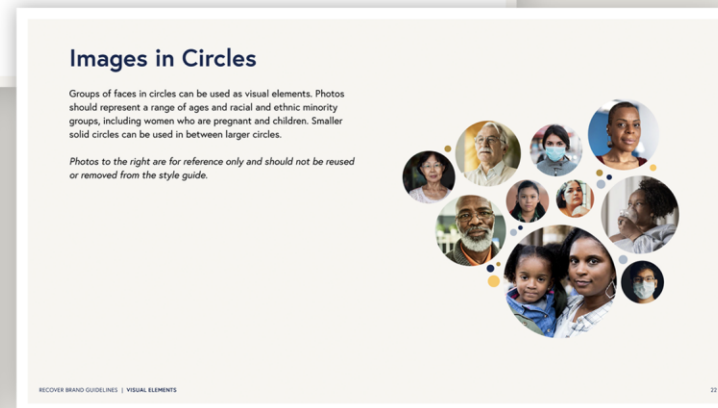 Images in Circles
Groups of faces in circles can be used as visual elements. Photos
should represent a range of ages and racial and ethnic minority
groups, including women who are pregnant and children. Smaller
solid circles can be used in between larger circles.
Photos to the right are for reference only and should not be reused
or removed from the style guide.
RECOVER BRAND GUIDELINES | VISUAL ELEMENTS
22